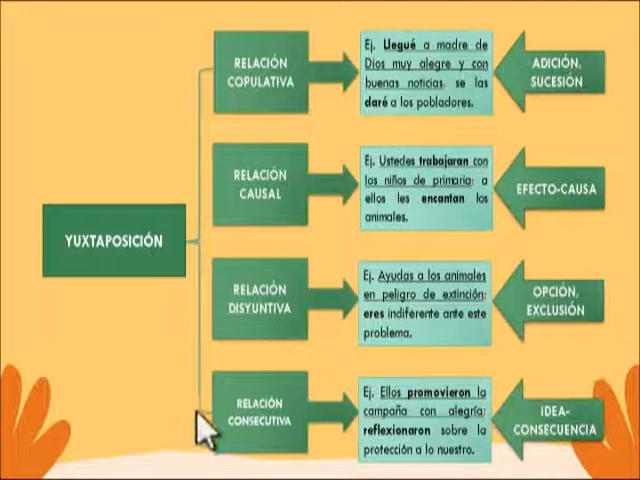 YUXTAPOSICIÓN
RELACIÓN
COPULATIVA
Ej. Llegué a madre de
Dios muy alegre y con
buenas noticias; se las
daré a los pobladores.
ADICIÓN,
SUCESIÓN
RELACIÓN
CAUSAL
Ej. Ustedes trabajaran con
los niños de primaria; a
ellos les encantan los
animales.
EFECTO-CAUSA
RELACIÓN
DISYUNTIVA
Ej. Ayudas a los animales
en peligro de extinción;
eres indiferente ante este
problema.
OPCIÓN,
EXCLUSIÓN
RELACIÓN
CONSECUTIVA
Ej. Ellos promovieron la
campaña con alegría;
reflexionaron sobre la
protección a lo nuestro.
IDEA-
CONSECUENCIA